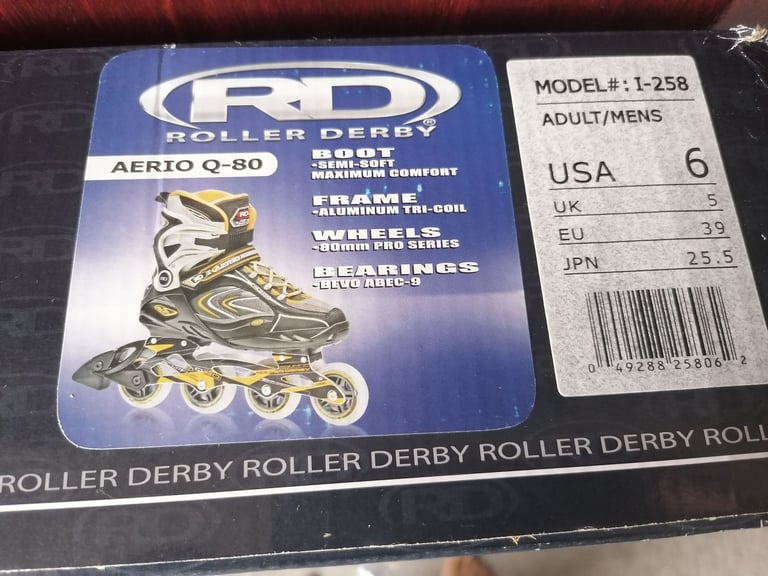 RD
ROLLER DERBY®
AERIO Q-80
BOOT
-SEMI-SOFT
MAXIMUM COMFORT
FRAME
-ALUMINUM TRI-COIL
WHEELS
-80mm PRO SERIES
BEARINGS
-BEVO ABEC-9
MODEL#: I-258
ADULT/MENS
USA 6
UK 5
EU 39
JPN 25.5
0 49288 25806 2
ROLLER DERBY ROLLER DERBY ROLLER DERBY ROLL